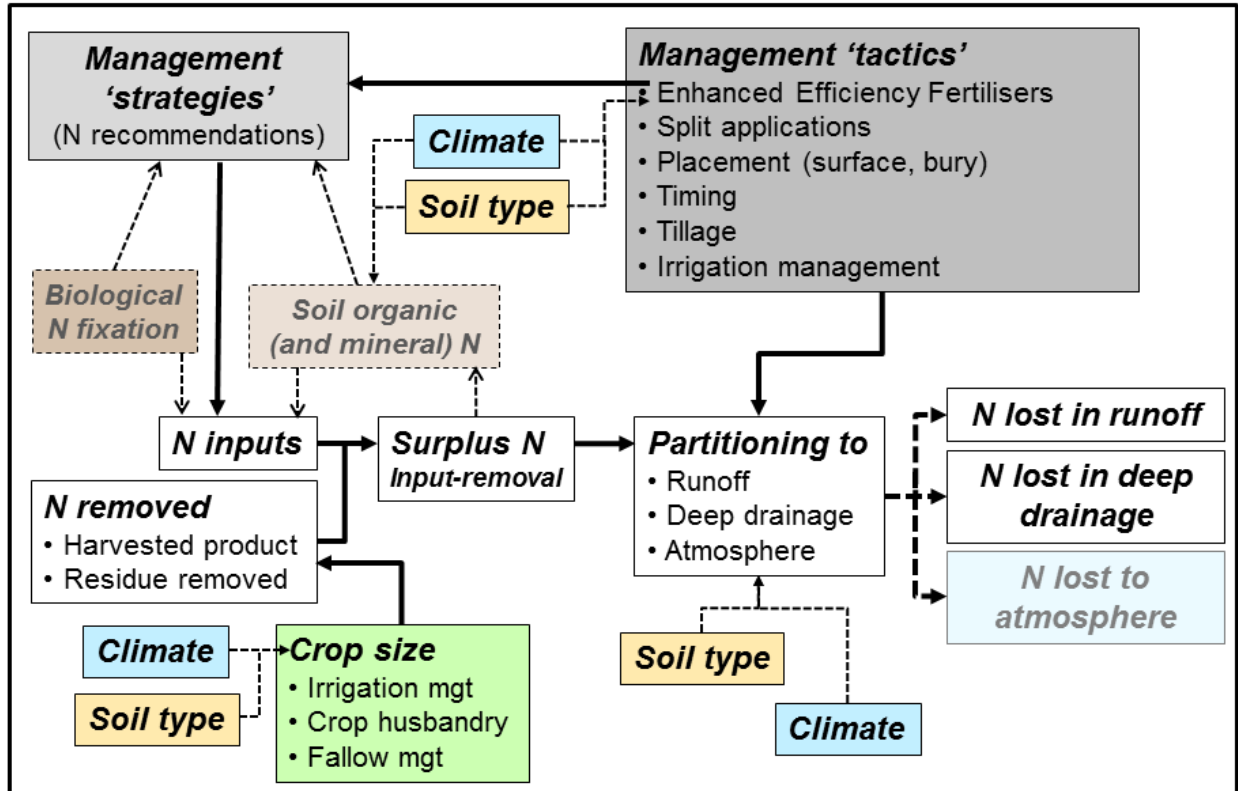 Management
‘strategies’
(N recommendations)
Management ‘tactics’
• Enhanced Efficiency Fertilisers
• Split applications
• Placement (surface, bury)
• Timing
• Tillage
• Irrigation management
Climate
Soil type
Biological
N fixation
Soil organic
(and mineral) N
N inputs
Surplus N
Input-removal
Partitioning to
• Runoff
• Deep drainage
• Atmosphere
N lost in runoff
N lost in deep
drainage
N lost to
atmosphere
N removed
• Harvested product
• Residue removed
Climate
Soil type
Crop size
• Irrigation mgt
• Crop husbandry
• Fallow mgt
Soil type
Climate